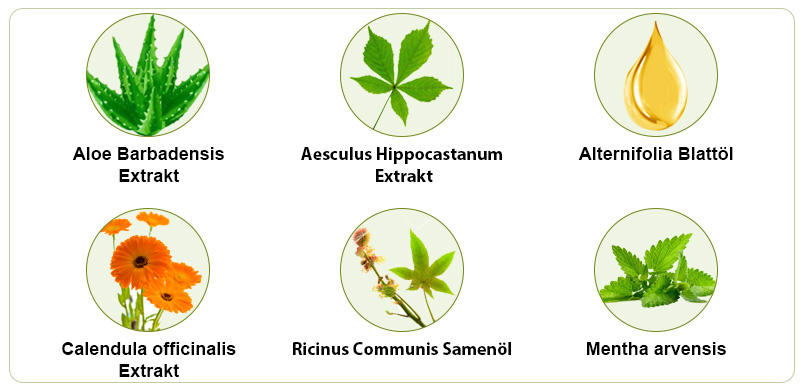 Aloe Barbadensis
Extrakt
Aesculus Hippocastanum
Extrakt
Alternifolia Blattöl
Calendula officinalis
Extrakt
Ricinus Communis Samenöl
Mentha arvensis